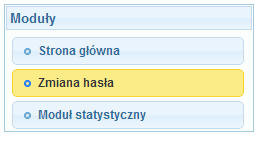 Moduły
Strona główna
Zmiana hasła
Moduł statystyczny